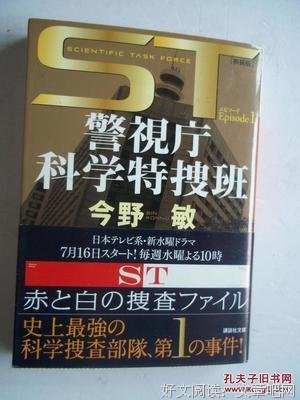 ST
SCIENTIFIC TASK FORCE
[新装版]
エピソード1
Episode 1
警視庁
科学特捜班
今野 敏
BIN KONNO
日本テレビ系・新水曜ドラマ
7月16日スタート!毎週水曜よる10時
ST
赤と白の捜査ファイル
史上最強の
科学捜査部隊、第1の事件!
講談社文庫
孔夫子旧书网